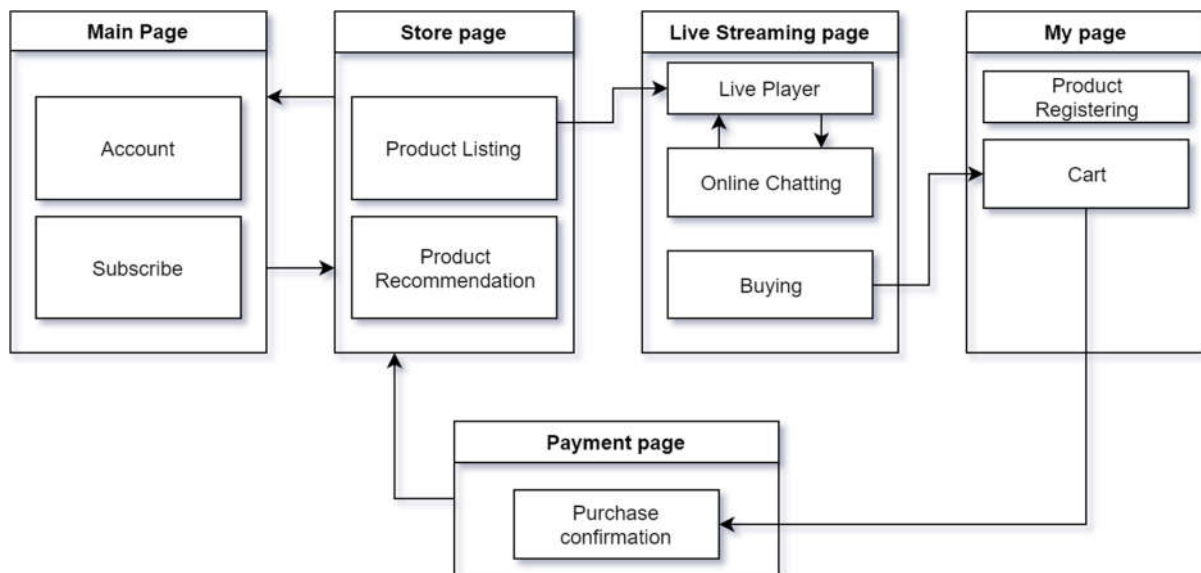 Main Page
Account
Subscribe
Store page
Product Listing
Product
Recommendation
Live Streaming page
Live Player
Online Chatting
Buying
My page
Product
Registering
Cart
Payment page
Purchase
confirmation